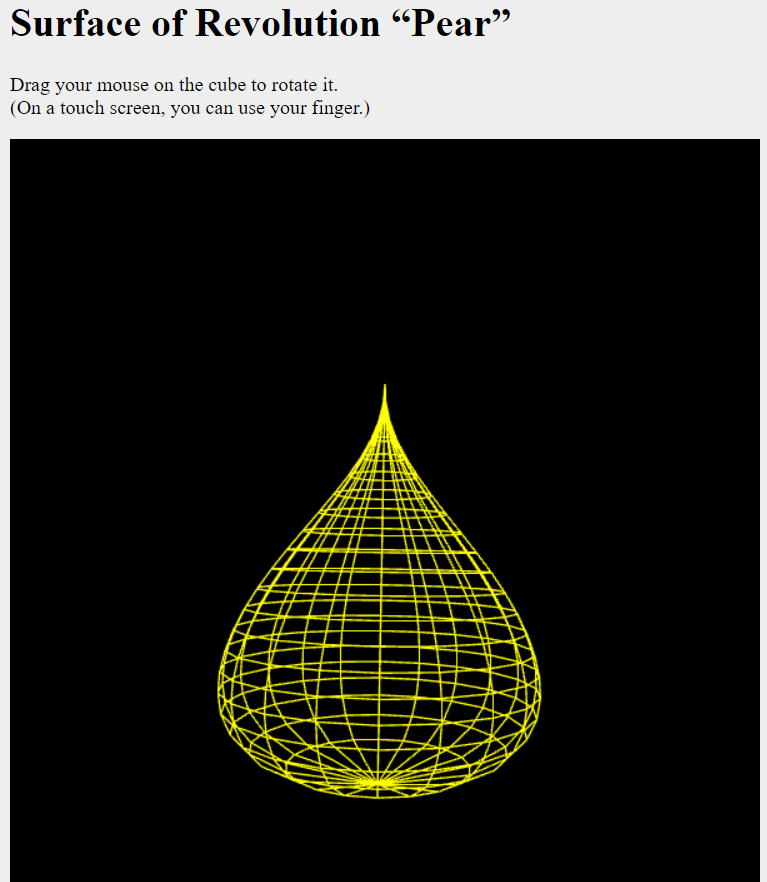 Surface of Revolution “Pear”
Drag your mouse on the cube to rotate it.
(On a touch screen, you can use your finger.)